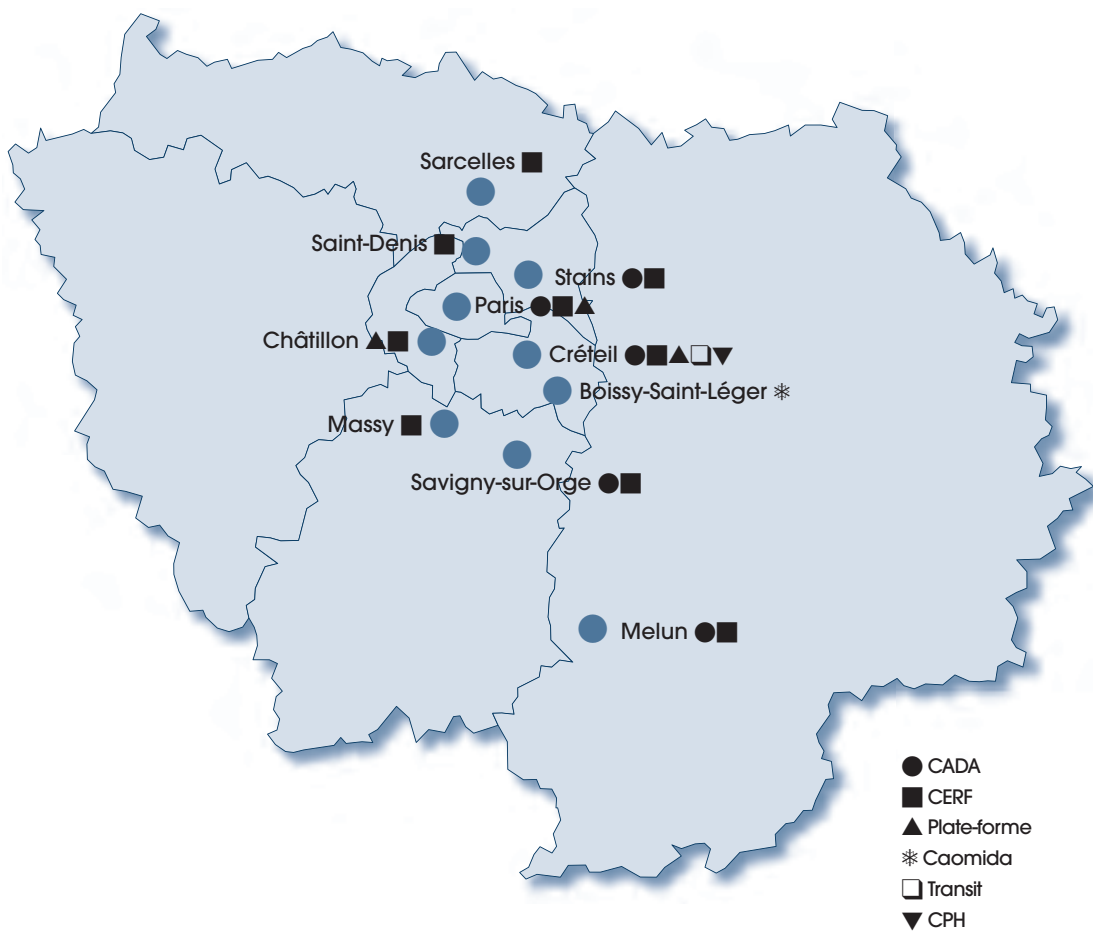 Sarcelles
Saint-Denis
Stains
Paris
Châtillon
Créteil
Boissy-Saint-Léger
Massy
Savigny-sur-Orge
Melun
CADA
CERF
Plate-forme
Caomida
Transit
CPH